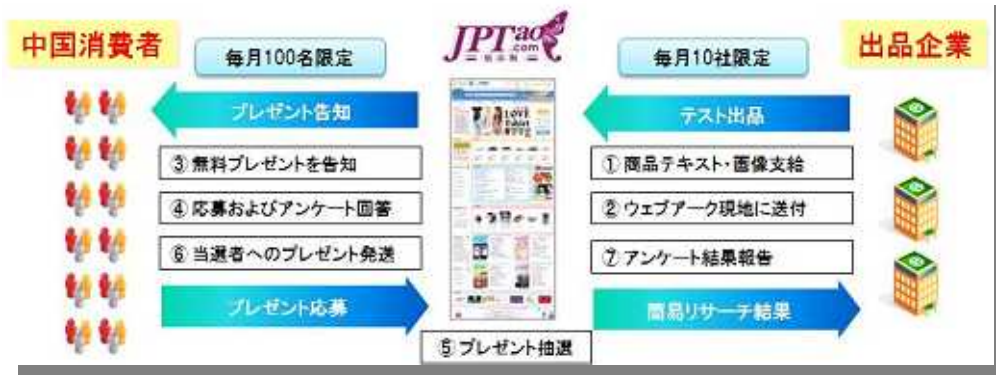 中国消費者
毎月100名限定
JPTao
.com
毎月10社限定
出品企業
プレゼント告知
テスト出品
③無料プレゼントを告知
④応募およびアンケート回答
⑥当選者へのプレゼント発送
①商品テキスト・画像支給
②ウェブアーク現地に送付
⑦アンケート結果報告
プレゼント応募
簡易リサーチ結果
⑤プレゼント抽選
LOVE